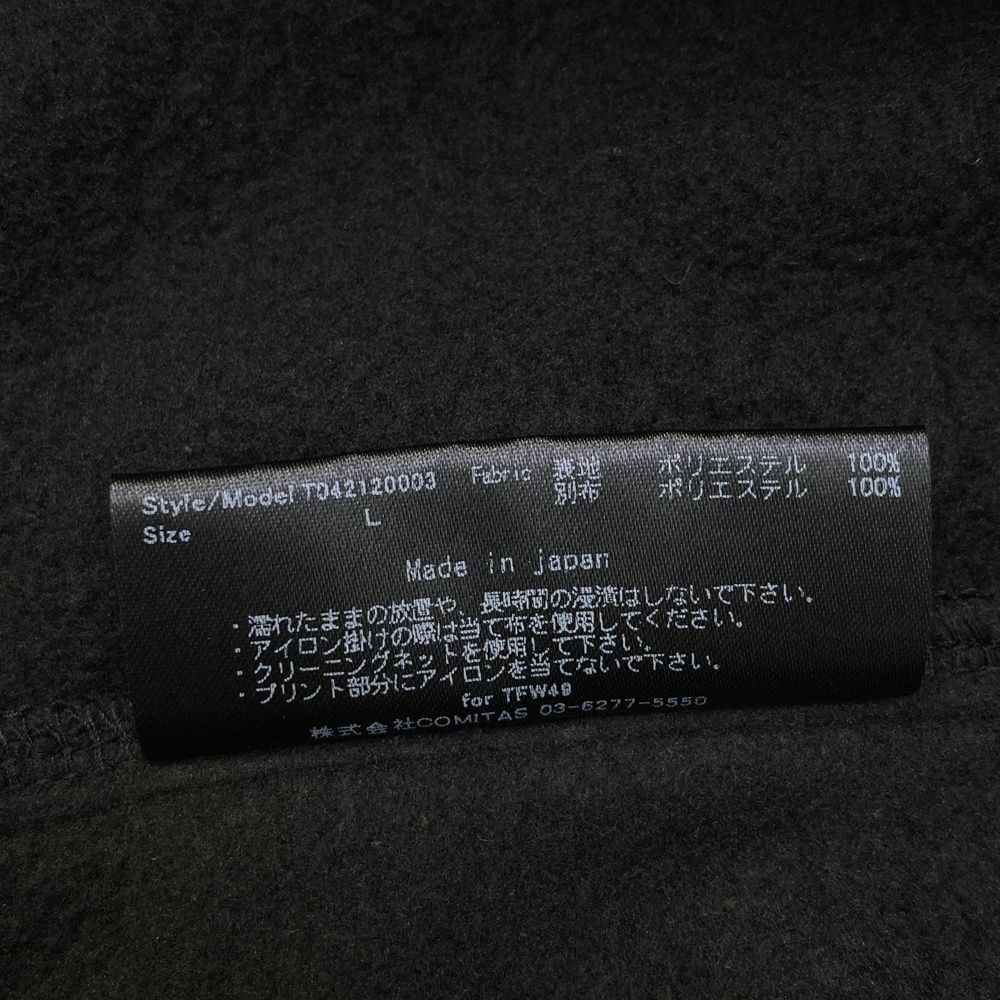 Style/Model T042120003 Fabric 表地 ポリエステル 100%
別布 ポリエステル 100%
Size L
Made in japan
・濡れたままの放置や、長時間の浸漬はしないで下さい。
・アイロン掛けの際は当て布を使用してください。
・クリーニングネットを使用して下さい。
・プリント部分にアイロンを当てないで下さい。
for TFW49
株式会社COMITAS 03-6277-5550